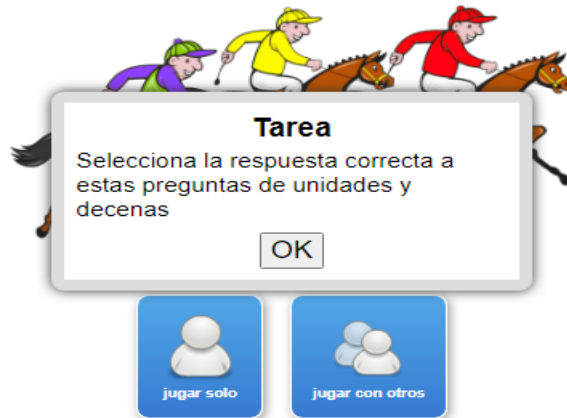 Tarea
Selecciona la respuesta correcta a
estas preguntas de unidades y
decenas
OK
jugar solo
jugar con otros